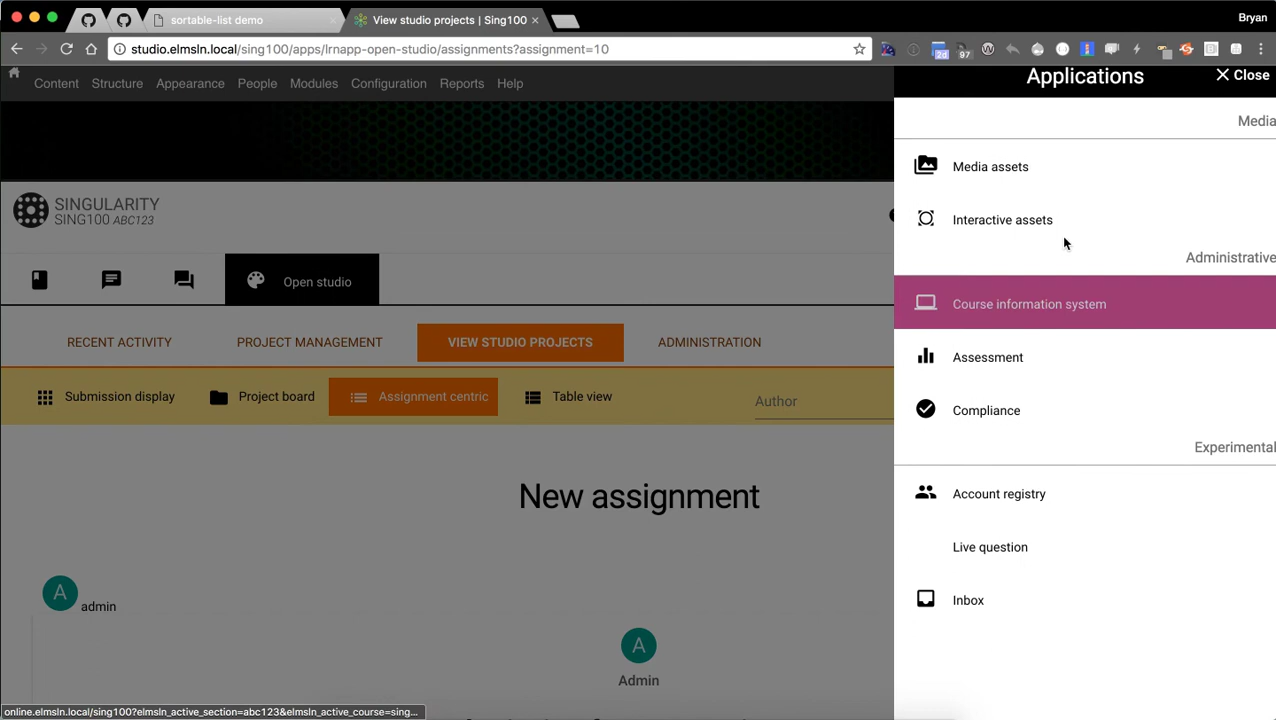 sortable-list demo
View studio projects | Sing100
Bryan
studio.elmsln.local/sing100/apps/lrnapp-open-studio/assignments?assignment=10
2d
97
Content Structure Appearance People Modules Configuration Reports Help
Applications
Close
Media
Media assets
Interactive assets
Administrative
Course information system
Assessment
Compliance
Experimental
Account registry
Live question
Inbox
SINGULARITY
SING100 ABC123
Open studio
RECENT ACTIVITY PROJECT MANAGEMENT VIEW STUDIO PROJECTS ADMINISTRATION
Submission display Project board Assignment centric Table view Author
New assignment
A admin
A
Admin
online.elmsln.local/sing100?elmsln_active_section=abc123&elmsln_active_course=sing...